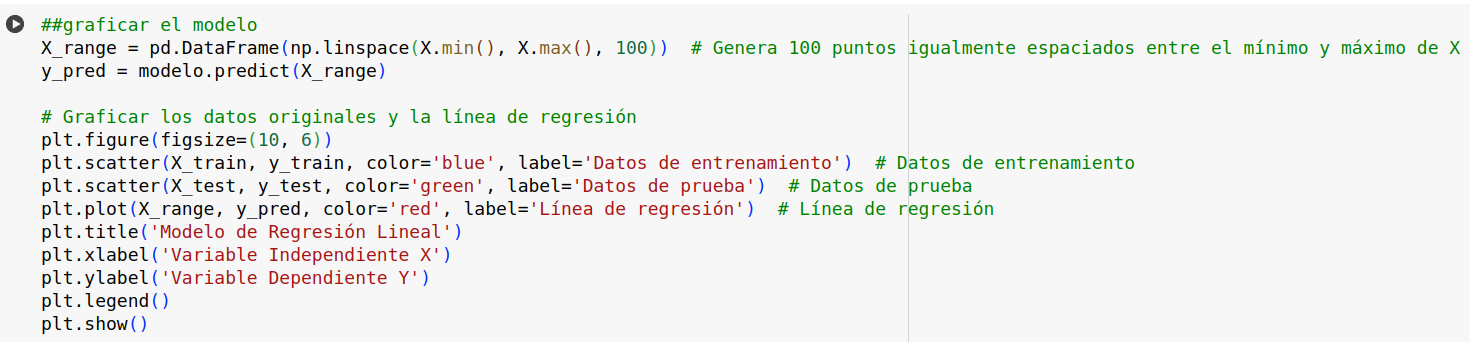 ##graficar el modelo
X_range = pd.DataFrame(np.linspace(X.min(), X.max(), 100))  # Genera 100 puntos igualmente espaciados entre el mínimo y máximo de X
y_pred = modelo.predict(X_range)

# Graficar los datos originales y la línea de regresión
plt.figure(figsize=(10, 6))
plt.scatter(X_train, y_train, color='blue', label='Datos de entrenamiento')  # Datos de entrenamiento
plt.scatter(X_test, y_test, color='green', label='Datos de prueba')  # Datos de prueba
plt.plot(X_range, y_pred, color='red', label='Línea de regresión')  # Línea de regresión
plt.title('Modelo de Regresión Lineal')
plt.xlabel('Variable Independiente X')
plt.ylabel('Variable Dependiente Y')
plt.legend()
plt.show()